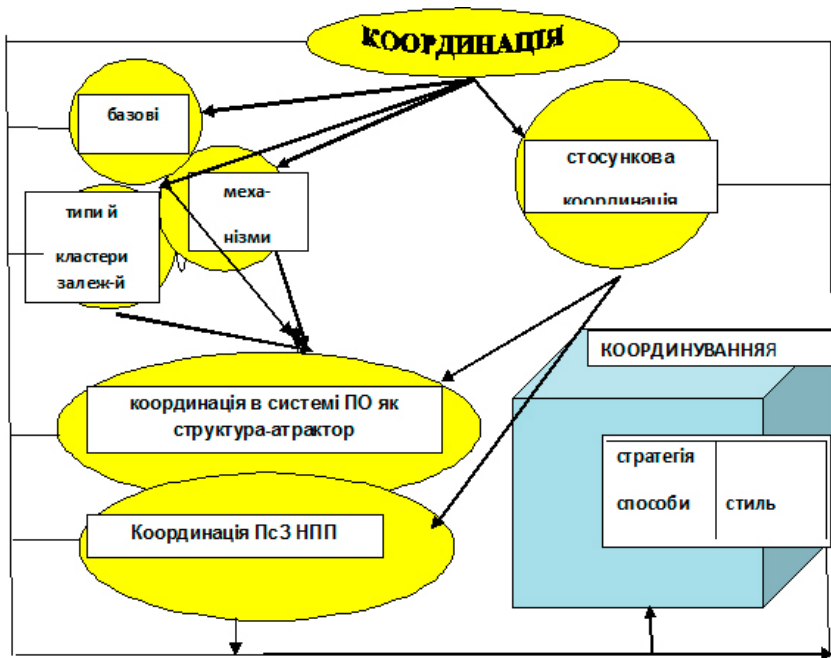 КООРДИНАЦІЯ
базові
стосункова
координація
меха-
нізми
типи й
кластери
залеж-й
КООРДИНУВАННЯЯ
координація в системі ПО як
структура-атрактор
стратегія
способи стиль
Координація ПсЗ НПП